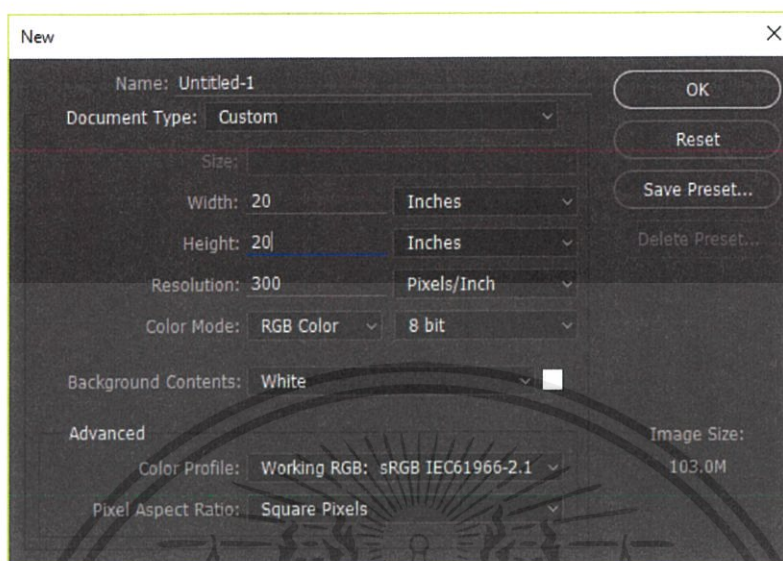 New
Name: Untitled-1
OK
Document Type: Custom
Reset
Size:
Width: 20 Inches
Save Preset...
Height: 20 Inches
Delete Preset...
Resolution: 300 Pixels/Inch
Color Mode: RGB Color 8 bit
Background Contents: White
Advanced
Image Size:
Color Profile: Working RGB: sRGB IEC61966-2.1
103.0M
Pixel Aspect Ratio: Square Pixels